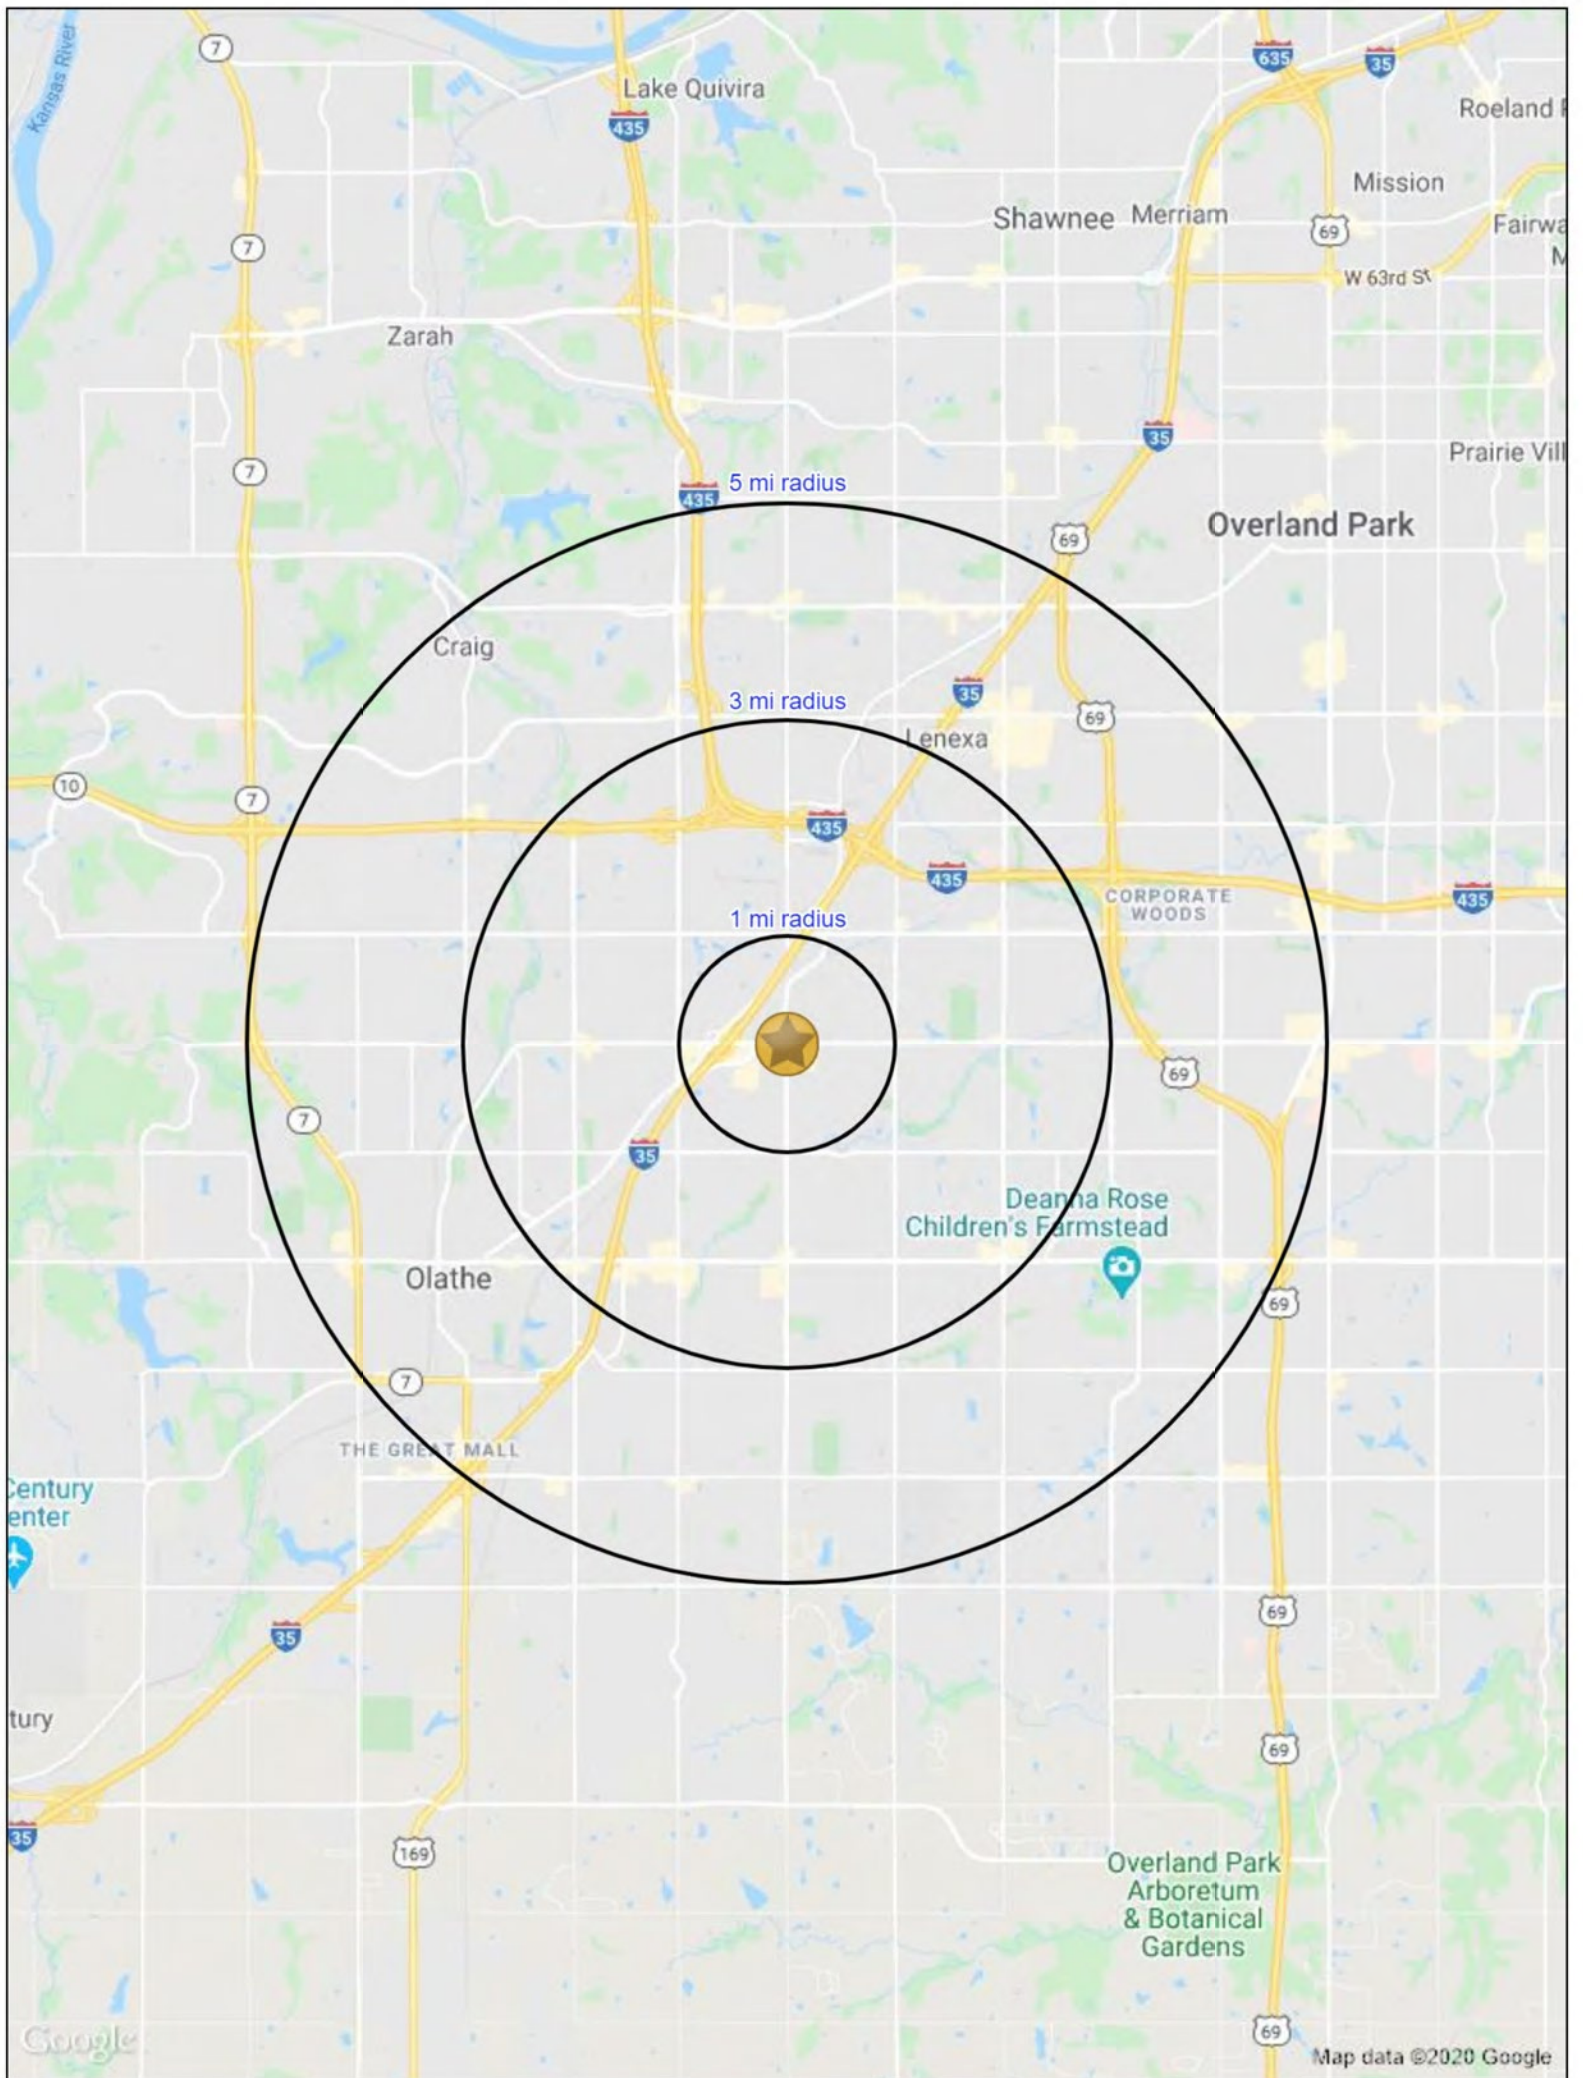 Kansas River
7
Lake Quivira
435
635
35
Roeland
Mission
Shawnee
Merriam
69
Fairwa
M
7
W 63rd St
Zarah
35
Prairie Vill
7
435
5 mi radius
69
Overland Park
Craig
35
3 mi radius
69
Lenexa
10
7
435
435
CORPORATE
WOODS
435
1 mi radius
69
7
35
Deanna Rose
Children's Farmstead
Olathe
69
7
THE GREAT MALL
Century
enter
69
35
tury
69
35
169
Overland Park
Arboretum
& Botanical
Gardens
69
Google
Map data ©2020 Google